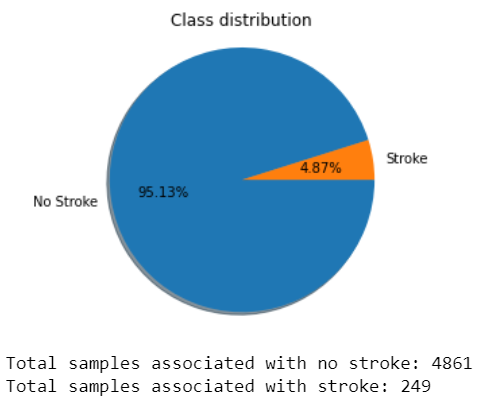 Class distribution
Stroke
4.87%
95.13%
No Stroke
Total samples associated with no stroke: 4861
Total samples associated with stroke: 249